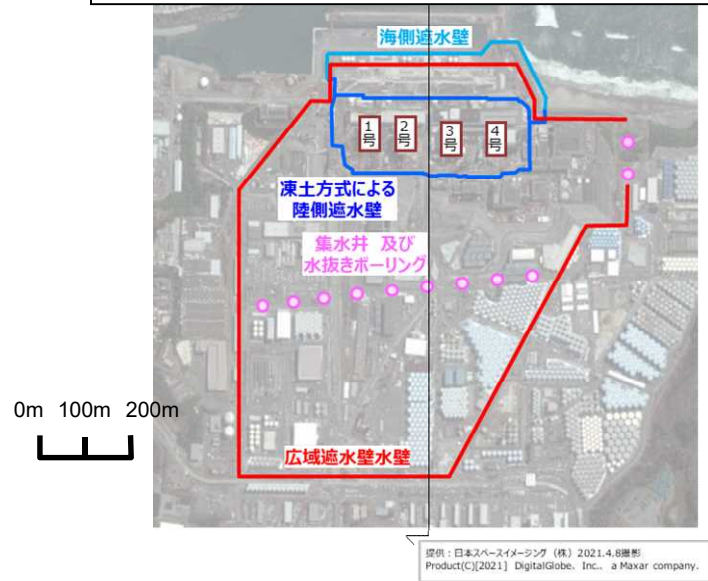 海側遮水壁
1号
2号
3号
4号
凍土方式による
陸側遮水壁
集水井 及び
水抜きボーリング
0m 100m 200m
広域遮水壁水壁
提供:日本スペースイメージング(株)2021.4.8撮影
Product(C)[2021] DigitalGlobe, Inc., a Maxar company.